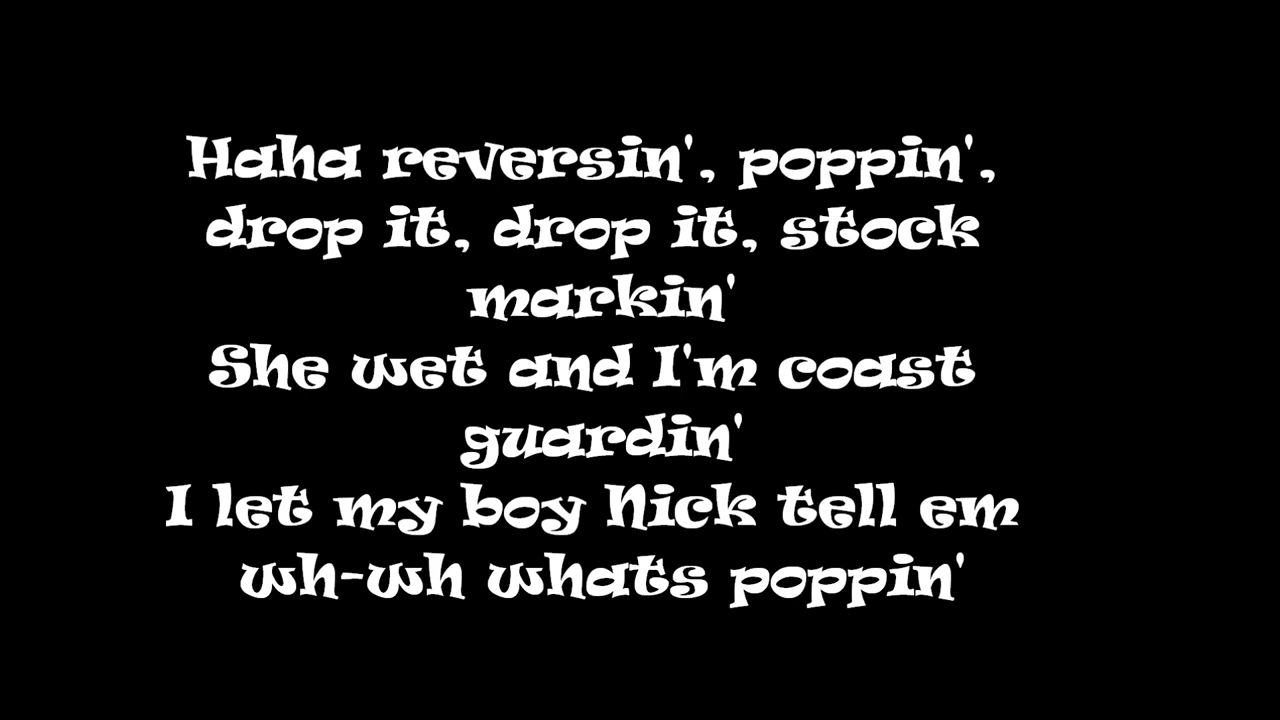 Haha reversin', poppin',
drop it, drop it, stock
markin'
She wet and I'm coast
guardin'
I let my boy Nick tell em
wh-wh whats poppin'